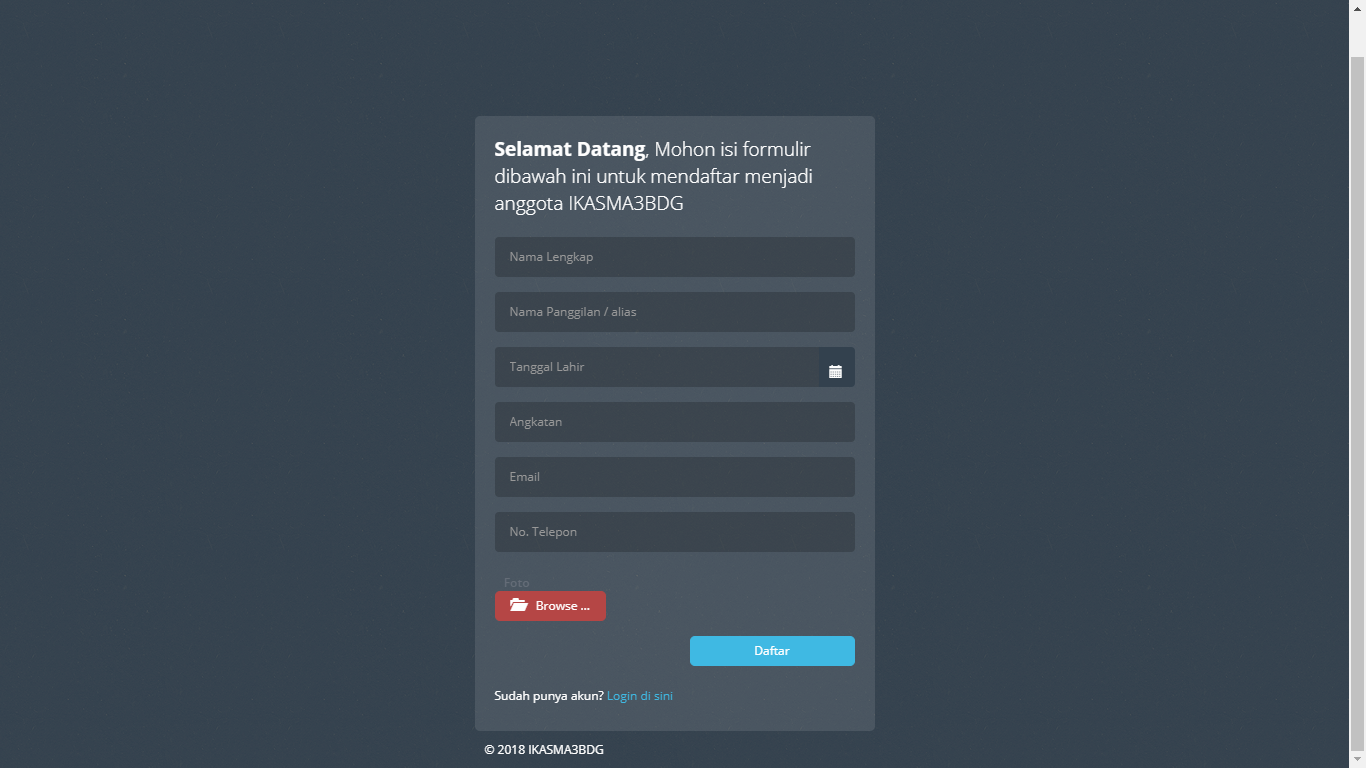 Selamat Datang, Mohon isi formulir
dibawah ini untuk mendaftar menjadi
anggota IKASMA3BDG
Nama Lengkap
Nama Panggilan / alias
Tanggal Lahir
Angkatan
Email
No. Telepon
Foto
Browse ...
Daftar
Sudah punya akun? Login di sini
© 2018 IKASMA3BDG